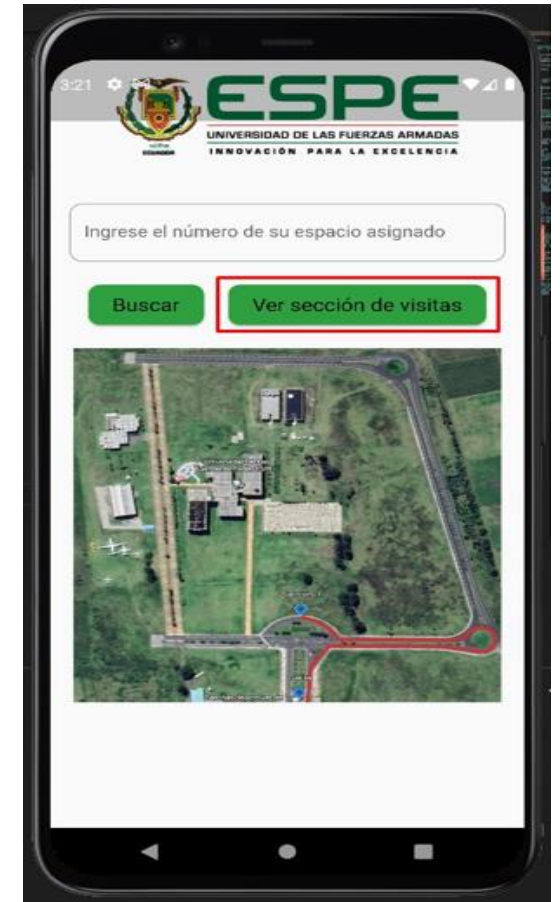 3:21
ESPE
UNIVERSIDAD DE LAS FUERZAS ARMADAS
INNOVACIÓN PARA LA EXCELENCIA
ECUADOR
Ingrese el número de su espacio asignado
Buscar
Ver sección de visitas